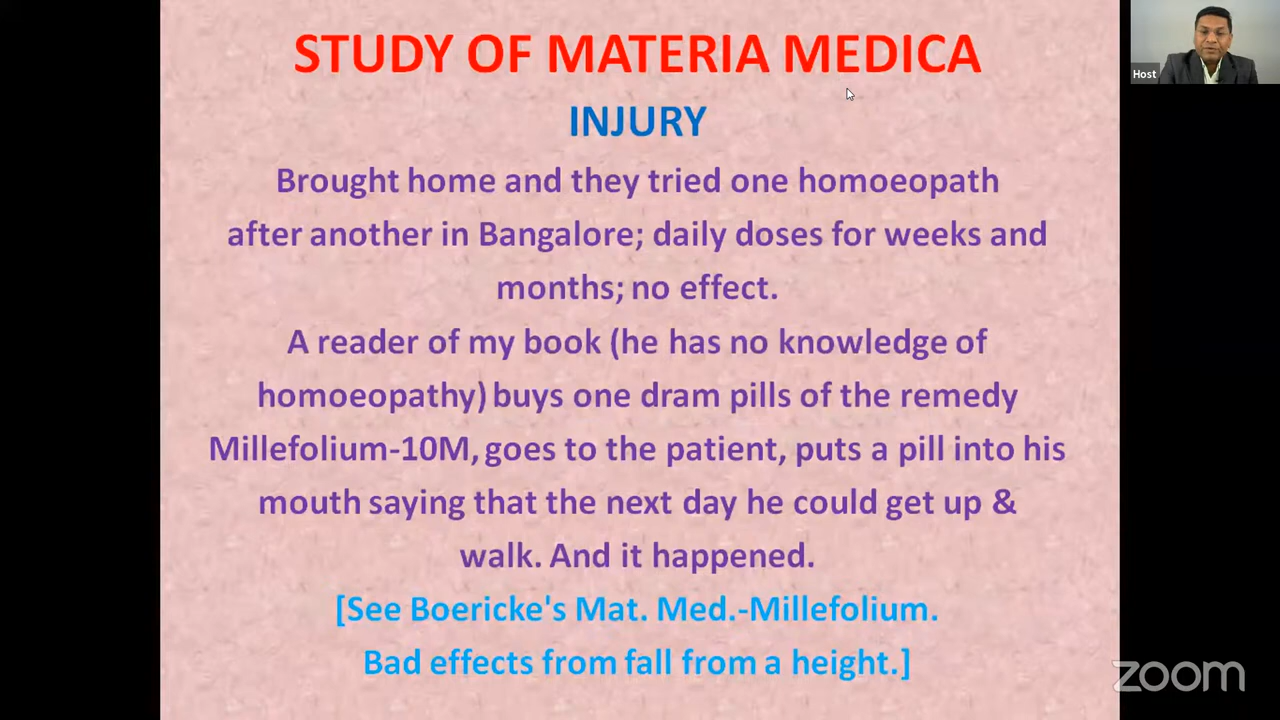 STUDY OF MATERIA MEDICA
Host
INJURY
Brought home and they tried one homoeopath
after another in Bangalore; daily doses for weeks and
months; no effect.
A reader of my book (he has no knowledge of
homoeopathy) buys one dram pills of the remedy
Millefolium-10M, goes to the patient, puts a pill into his
mouth saying that the next day he could get up &
walk. And it happened.
[See Boericke's Mat. Med.-Millefolium.
Bad effects from fall from a height.]
zoom